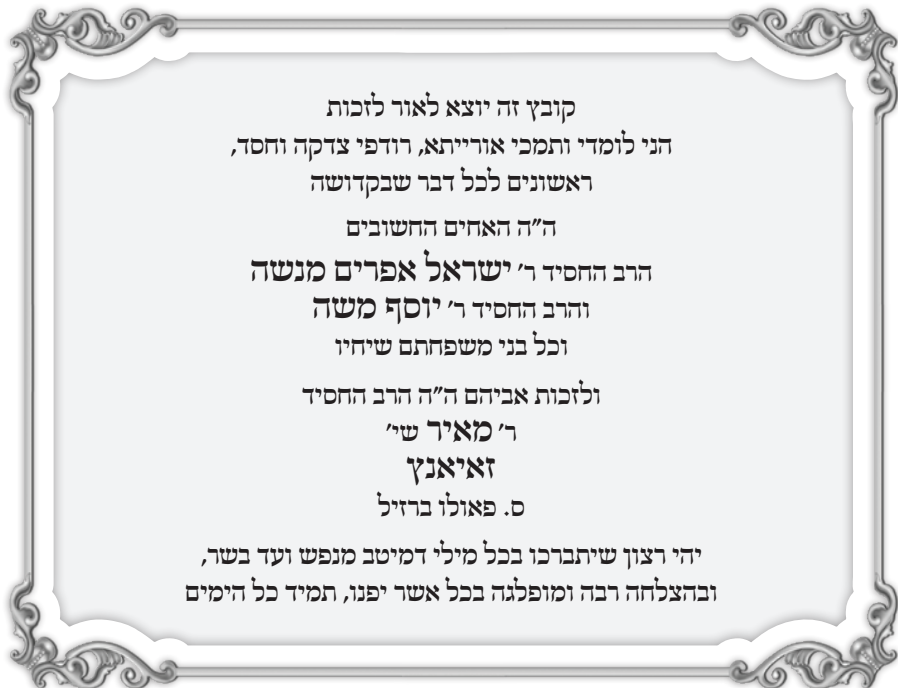 קובץ זה יוצא לאור לזכות
הני לומדי ותמכי אורייתא, רודפי צדקה וחסד,
ראשונים לכל דבר שבקדושה
ה״ה האחים החשובים
הרב החסיד ר׳ ישראל אפרים מנשה
והרב החסיד ר׳ יוסף משה
וכל בני משפחתם שיחיו
ולזכות אביהם ה״ה הרב החסיד
ר׳ מאיר שי׳
זאיאנץ
ס. פאולו ברזיל
יהי רצון שיתברכו בכל מילי דמיטב מנפש ועד בשר,
ובהצלחה רבה ומופלגה בכל אשר יפנו, תמיד כל הימים